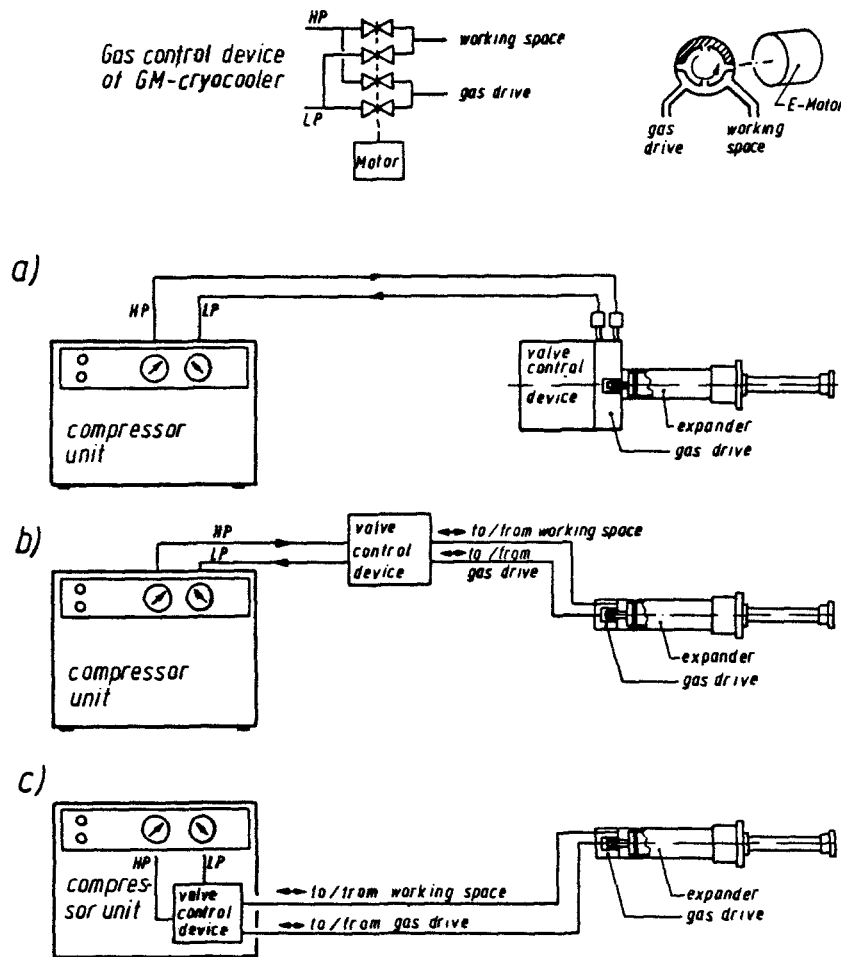 HP
Gas control device
of GM-cryocooler
working space
gas drive
LP
Motor
E-Motor
gas
drive
working
space
a)
HP
LP
compressor
unit
valve
control
device
expander
gas drive
b)
HP
LP
valve
control
device
to/from working space
to/from
gas drive
compressor
unit
expander
gas drive
c)
HP
LP
compres-
sor unit
valve
control
device
to/from working space
to/from gas drive
expander
gas drive